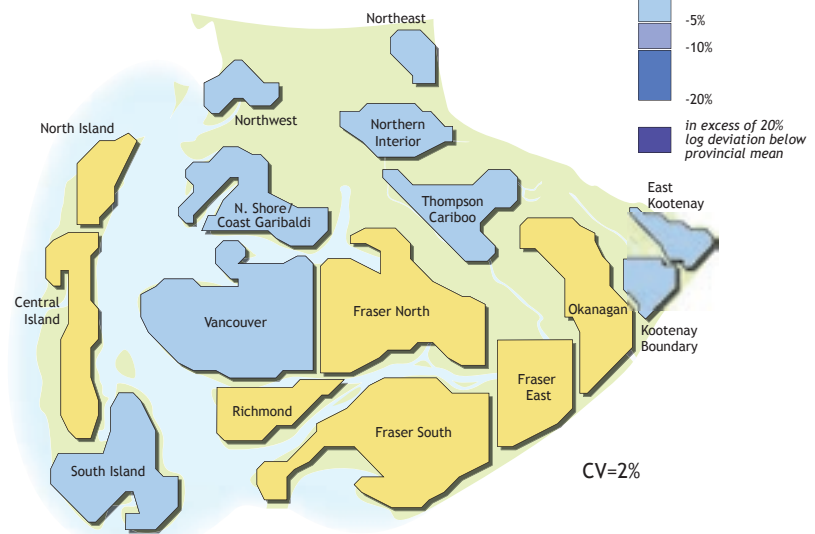 Northeast
-5%
-10%
-20%
in excess of 20%
log deviation below
provincial mean
Northwest
North Island
Northern
Interior
East
Kootenay
Thompson
Cariboo
N. Shore/
Coast Garibaldi
Central
Island
Vancouver
Fraser North
Okanagan
Kootenay
Boundary
Fraser
East
Richmond
Fraser South
South Island
CV=2%